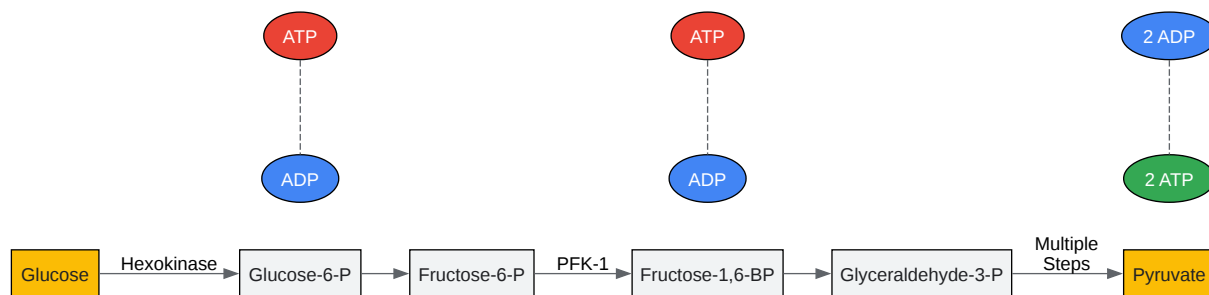 ATP
ATP
2 ADP
ADP
ADP
2 ATP
Glucose
Hexokinase
Glucose-6-P
Fructose-6-P
PFK-1
Fructose-1,6-BP
Glyceraldehyde-3-P
Multiple
Steps
Pyruvate